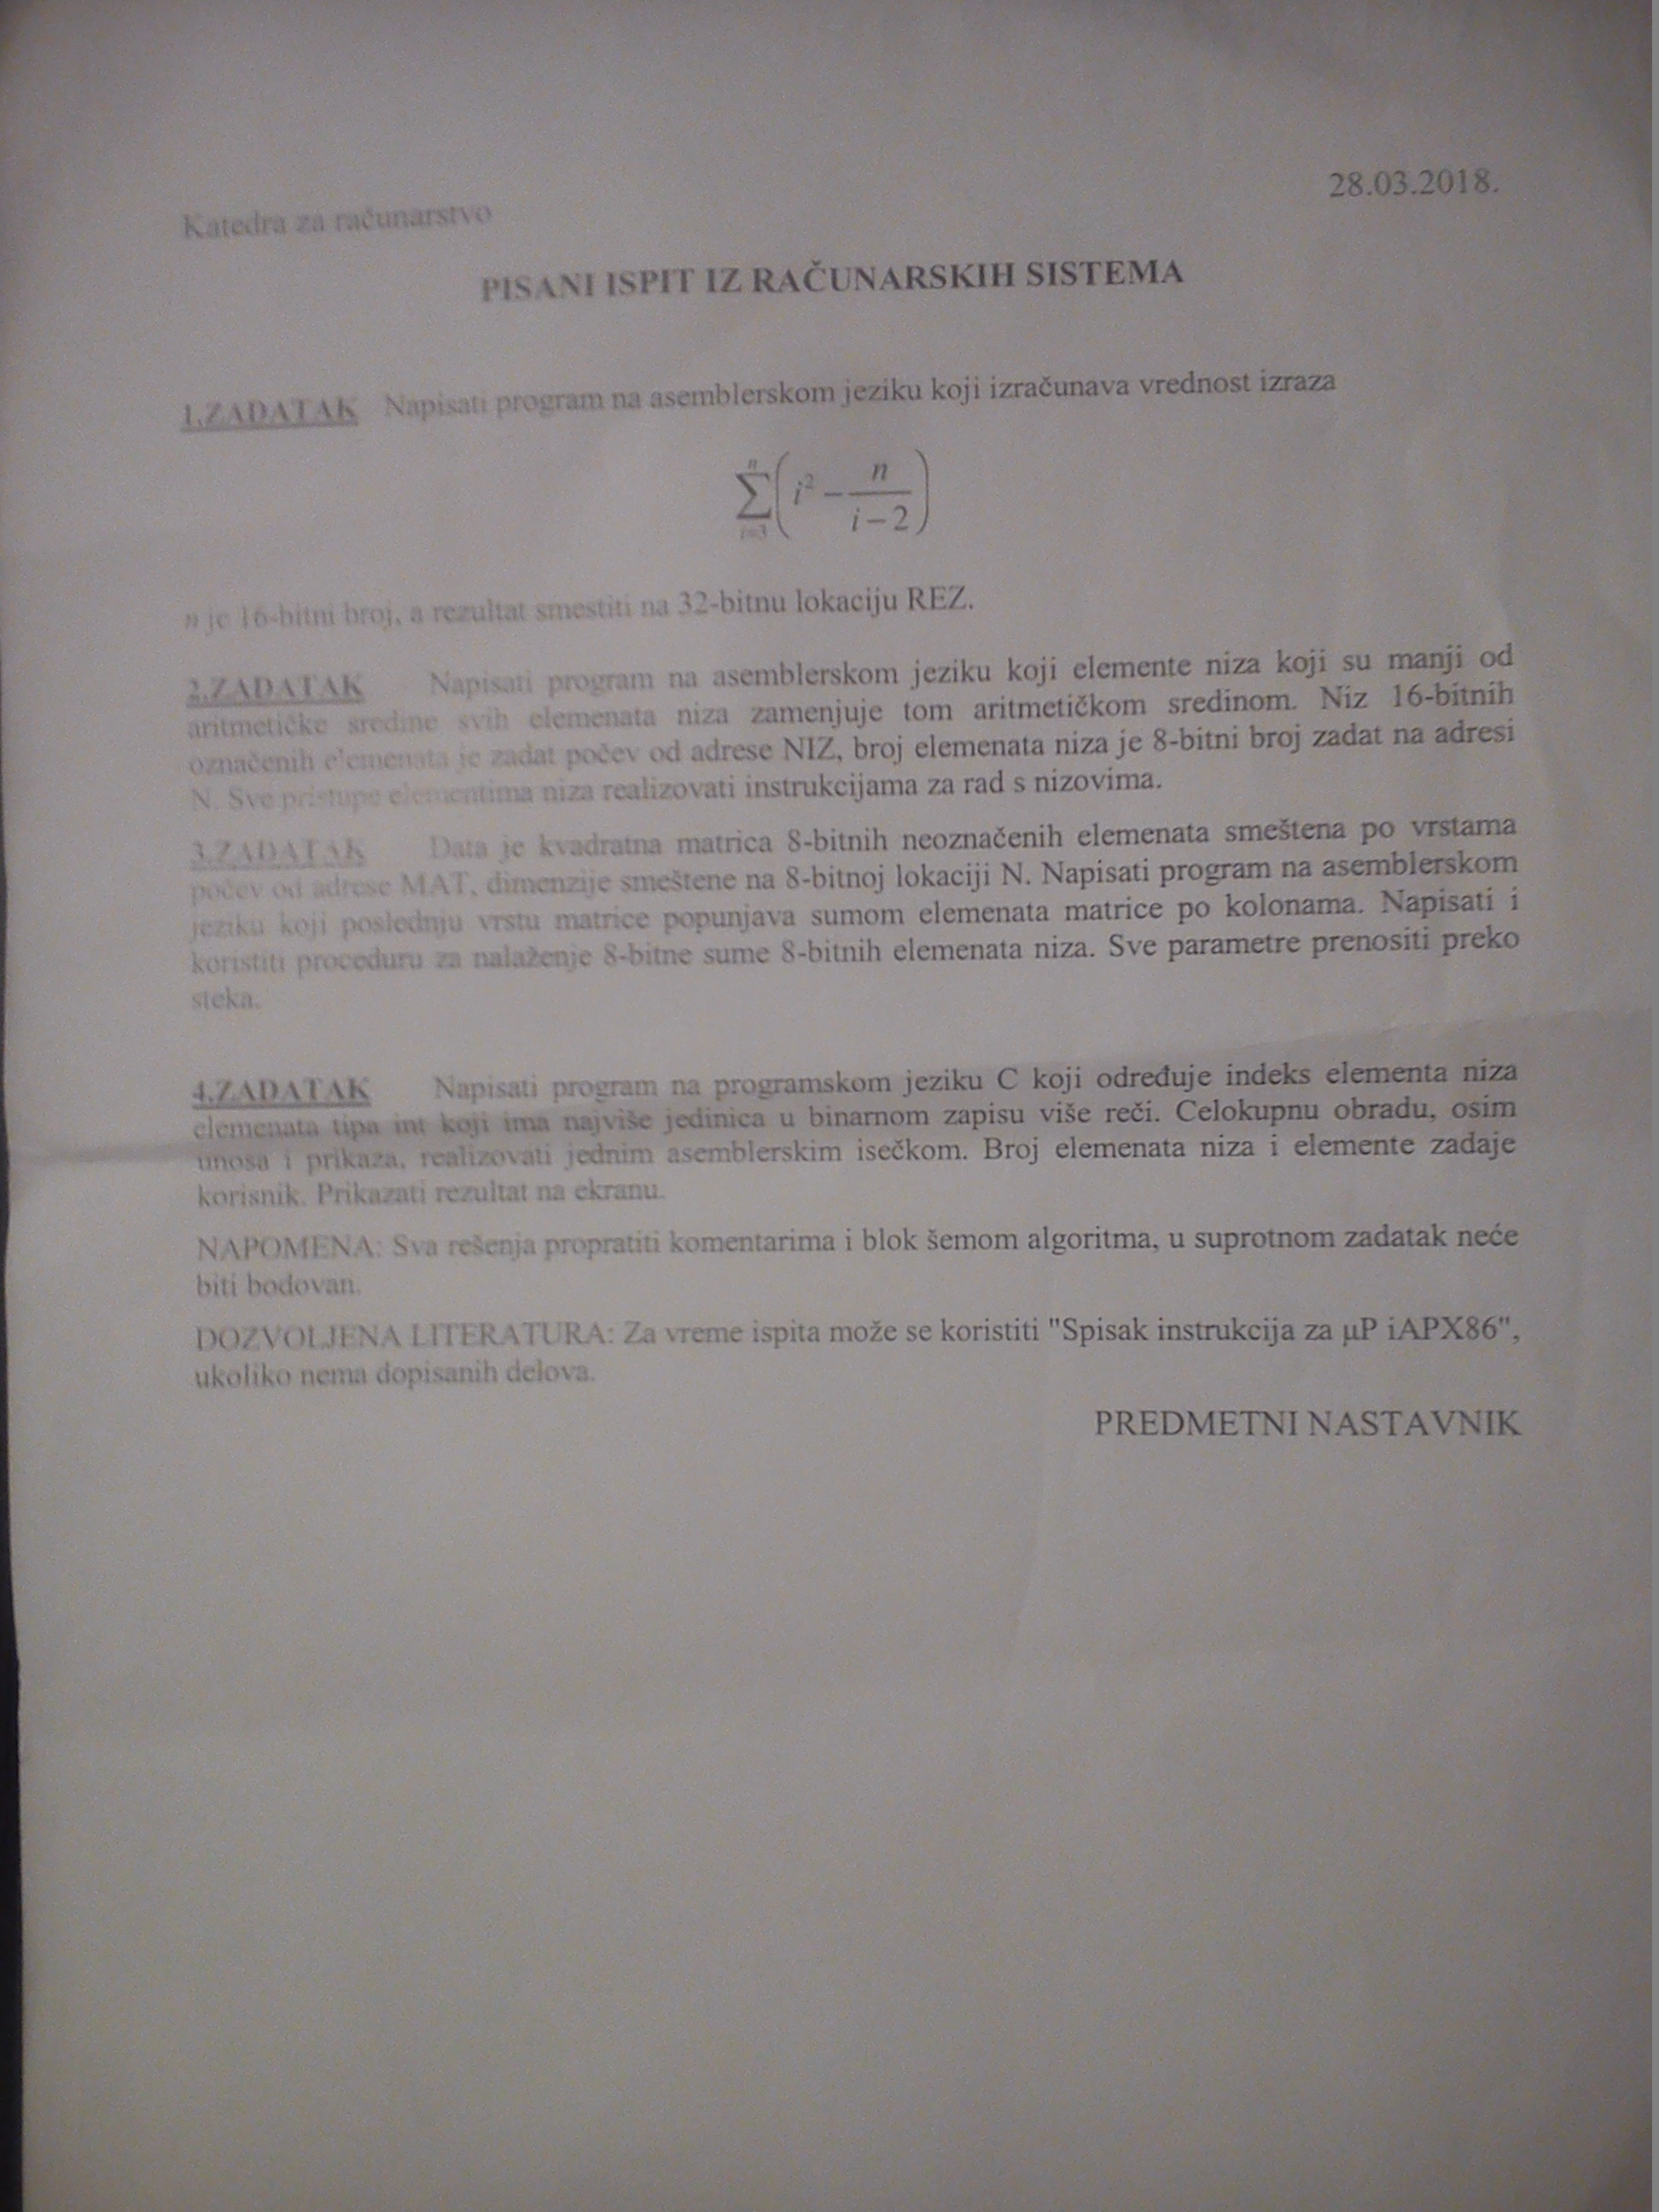 28.03.2018.
Katedra za računarstvo
PISANI ISPIT IZ RAČUNARSKIH SISTEMA
1.ZADATAK Napisati program na asemblerskom jeziku koji izračunava vrednost izraza
\sum_{i=3}^{n}\left(i^2-\frac{n}{i-2}\right)
n je 16-bitni broj, a rezultat smestiti na 32-bitnu lokaciju REZ.
2.ZADATAK Napisati program na asemblerskom jeziku koji elemente niza koji su manji od
aritmetičke sredine svih elemenata niza zamenjuje tom aritmetičkom sredinom. Niz 16-bitnih
označenih elemenata je zadat počev od adrese NIZ, broj elemenata niza je 8-bitni broj zadat na adresi
N. Sve pristupe elementima niza realizovati instrukcijama za rad s nizovima.
3.ZADATAK Data je kvadratna matrica 8-bitnih neoznačenih elemenata smeštena po vrstama
počev od adrese MAT, dimenzije smeštene na 8-bitnoj lokaciji N. Napisati program na asemblerskom
jeziku koji poslednju vrstu matrice popunjava sumom elemenata matrice po kolonama. Napisati i
koristiti proceduru za nalaženje 8-bitne sume 8-bitnih elemenata niza. Sve parametre prenositi preko
steka.
4.ZADATAK Napisati program na programskom jeziku C koji određuje indeks elementa niza
elemenata tipa int koji ima najviše jedinica u binarnom zapisu više reči. Celokupnu obradu, osim
unosa i prikaza, realizovati jednim asemblerskim isečkom. Broj elemenata niza i elemente zadaje
korisnik. Prikazati rezultat na ekranu.
NAPOMENA: Sva rešenja propratiti komentarima i blok šemom algoritma, u suprotnom zadatak neće
biti bodovan.
DOZVOLJENA LITERATURA: Za vreme ispita može se koristiti "Spisak instrukcija za µP iAPX86",
ukoliko nema dopisanih delova.
PREDMETNI NASTAVNIK